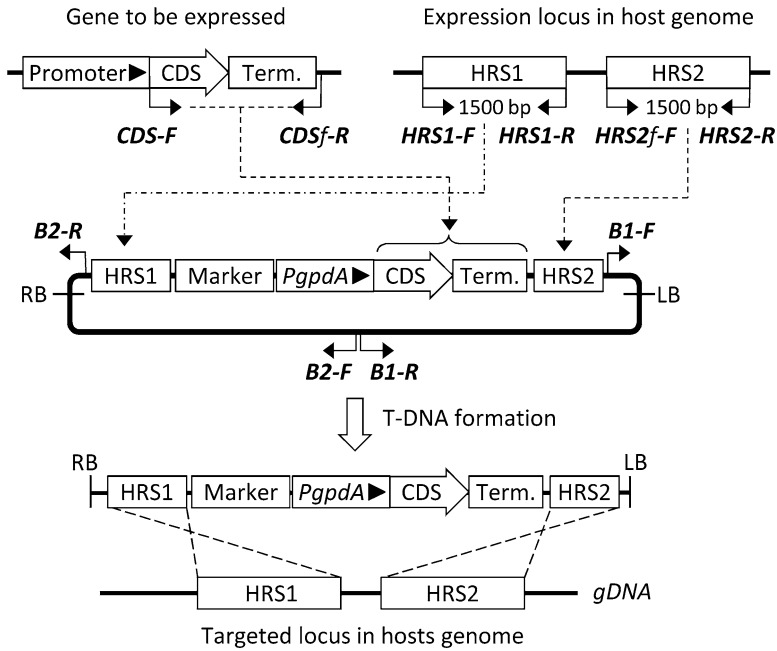 Gene to be expressed
Expression locus in host genome
Promoter CDS Term.
HRS1 HRS2
1500 bp 1500 bp
CDS-F CDSf-R HRS1-F HRS1-R HRS2f-F HRS2-R
B2-R B1-F
HRS1 Marker PgpdA CDS Term. HRS2
RB LB
B2-F B1-R
T-DNA formation
RB LB
HRS1 Marker PgpdA CDS Term. HRS2
HRS1 HRS2 gDNA
Targeted locus in hosts genome